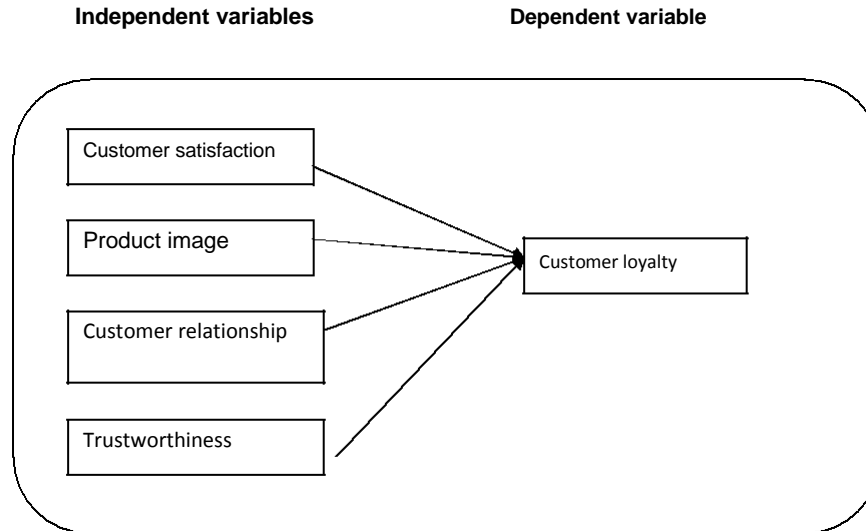 Independent variables
Dependent variable
Customer satisfaction
Product image
Customer loyalty
Customer relationship
Trustworthiness